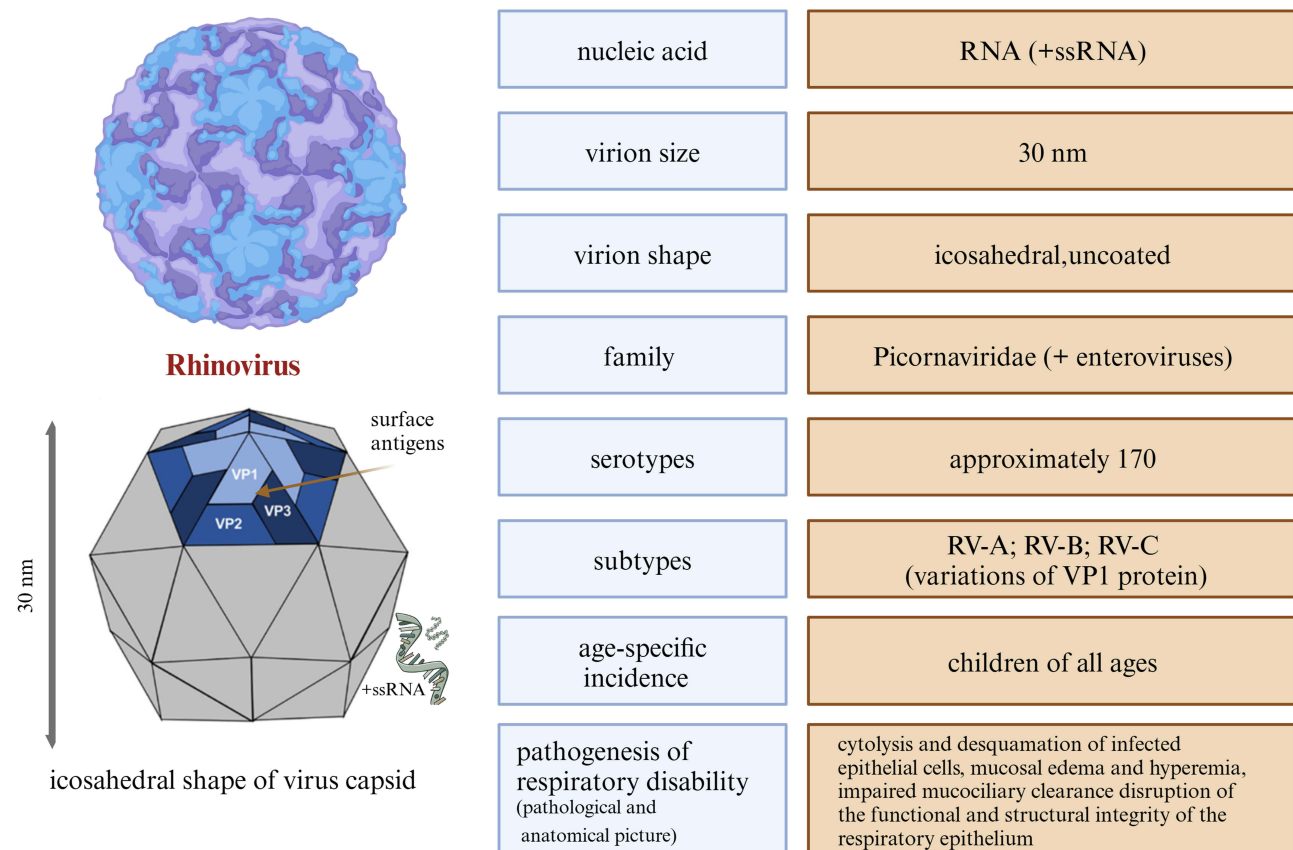 Rhinovirus
surface
antigens
VP1
VP3
VP2
30 nm
+ssRNA
icosahedral shape of virus capsid
nucleic acid
RNA (+ssRNA)
virion size
30 nm
virion shape
icosahedral,uncoated
family
Picornaviridae (+ enteroviruses)
serotypes
approximately 170
subtypes
RV-A; RV-B; RV-C
(variations of VP1 protein)
age-specific
incidence
children of all ages
pathogenesis of
respiratory disability
(pathological and
anatomical picture)
cytolysis and desquamation of infected
epithelial cells, mucosal edema and hyperemia,
impaired mucociliary clearance disruption of
the functional and structural integrity of the
respiratory epithelium